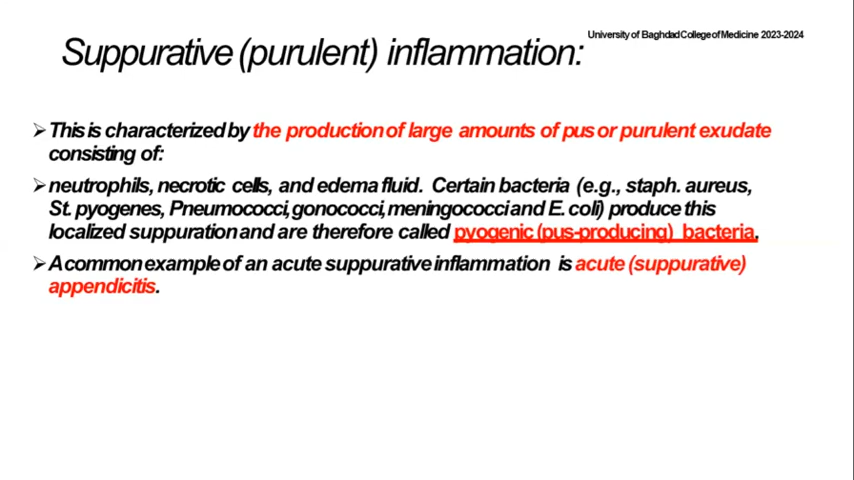 University of Baghdad College of Medicine 2023-2024
Suppurative (purulent) inflammation:
➢This is characterized by the production of large amounts of pus or purulent exudate
consisting of:
➢neutrophils, necrotic cells, and edema fluid. Certain bacteria (e.g., staph. aureus,
St. pyogenes, Pneumococci, gonococci, meningococci and E. coli) produce this
localized suppuration and are therefore called pyogenic (pus-producing) bacteria.
➢A common example of an acute suppurative inflammation is acute (suppurative)
appendicitis.